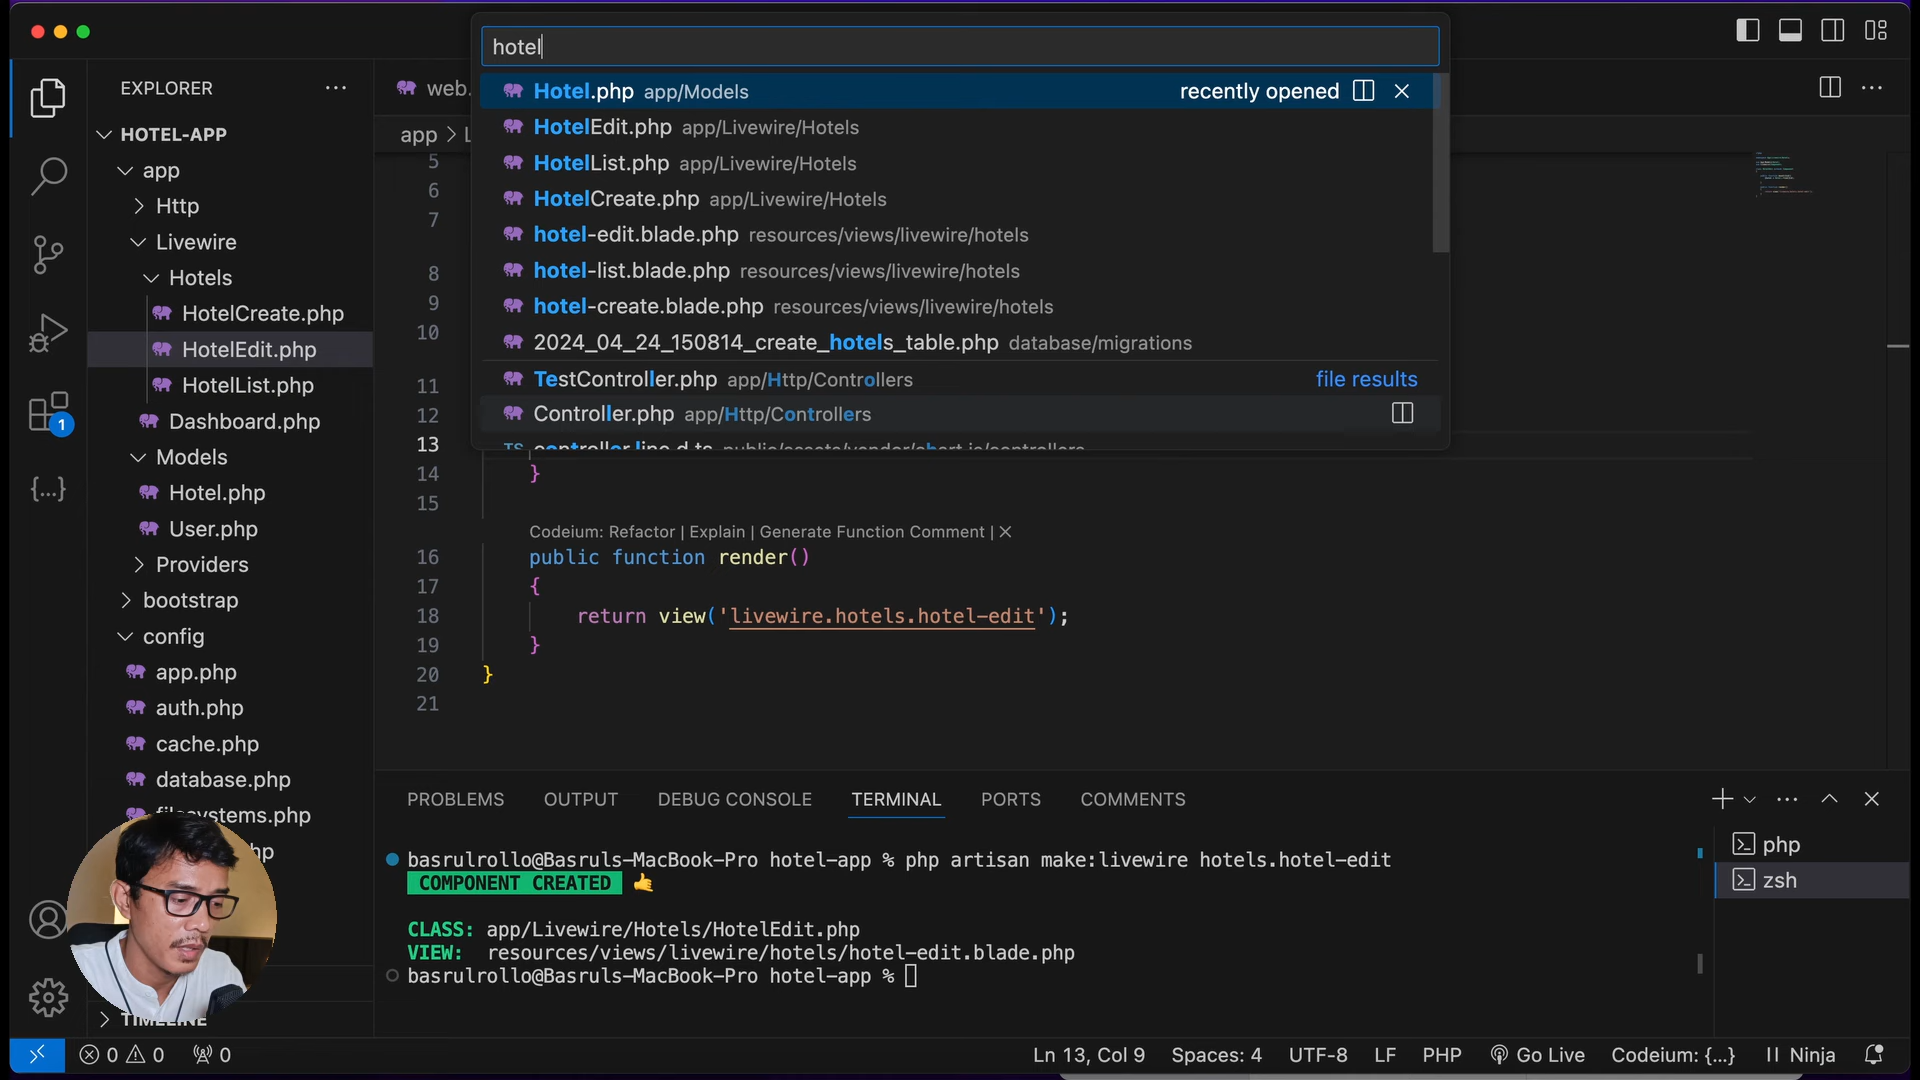 hotel
Hotel.php app/Models recently opened
HotelEdit.php app/Livewire/Hotels
HotelList.php app/Livewire/Hotels
HotelCreate.php app/Livewire/Hotels
hotel-edit.blade.php resources/views/livewire/hotels
hotel-list.blade.php resources/views/livewire/hotels
hotel-create.blade.php resources/views/livewire/hotels
2024_04_24_150814_create_hotels_table.php database/migrations
TestController.php app/Http/Controllers file results
Controller.php app/Http/Controllers
EXPLORER
HOTEL-APP
app
Http
Livewire
Hotels
HotelCreate.php
HotelEdit.php
HotelList.php
Dashboard.php
Models
Hotel.php
User.php
Providers
bootstrap
config
app.php
auth.php
cache.php
database.php
filesystems.php
TIMELINE
1
{...}
web.
app >
5
6
7
8
9
10
11
12
13
14 }
15
Codeium: Refactor | Explain | Generate Function Comment |
16 public function render()
17 {
18 return view('livewire.hotels.hotel-edit');
19 }
20 }
21
PROBLEMS OUTPUT DEBUG CONSOLE TERMINAL PORTS COMMENTS
basrulrollo@Basruls-MacBook-Pro hotel-app % php artisan make:livewire hotels.hotel-edit
COMPONENT CREATED 🤙
CLASS: app/Livewire/Hotels/HotelEdit.php
VIEW: resources/views/livewire/hotels/hotel-edit.blade.php
basrulrollo@Basruls-MacBook-Pro hotel-app %
php
zsh
0 0 0
Ln 13, Col 9 Spaces: 4 UTF-8 LF PHP Go Live Codeium: {...} Ninja